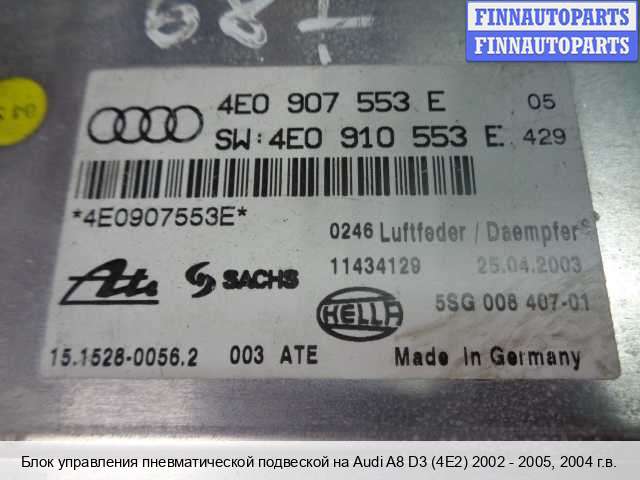 FINNAUTOPARTS
FINNAUTOPARTS
4E0 907 553 E 05
SW:4E0 910 553 E 429
*4E0907553E*
0246 Luftfeder / Daempfer
11434129 25.04.2003
Ate SACHS
HELLA 5SG 008 407-01
15.1528-0056.2 003 ATE Made in Germany
Блок управления пневматической подвеской на Audi A8 D3 (4E2) 2002 - 2005, 2004 г.в.